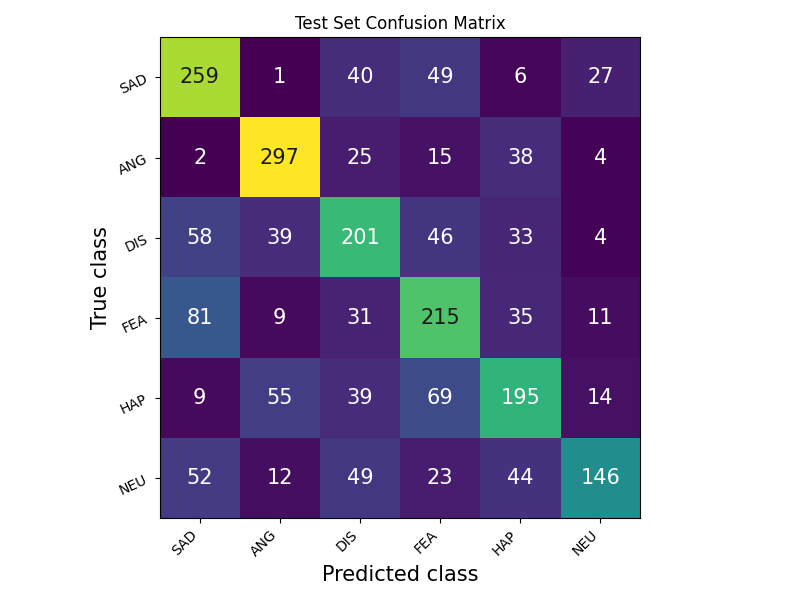 Test Set Confusion Matrix
True class
SAD 259 1 40 49 6 27
ANG 2 297 25 15 38 4
DIS 58 39 201 46 33 4
FEA 81 9 31 215 35 11
HAP 9 55 39 69 195 14
NEU 52 12 49 23 44 146
SAD ANG DIS FEA HAP NEU
Predicted class